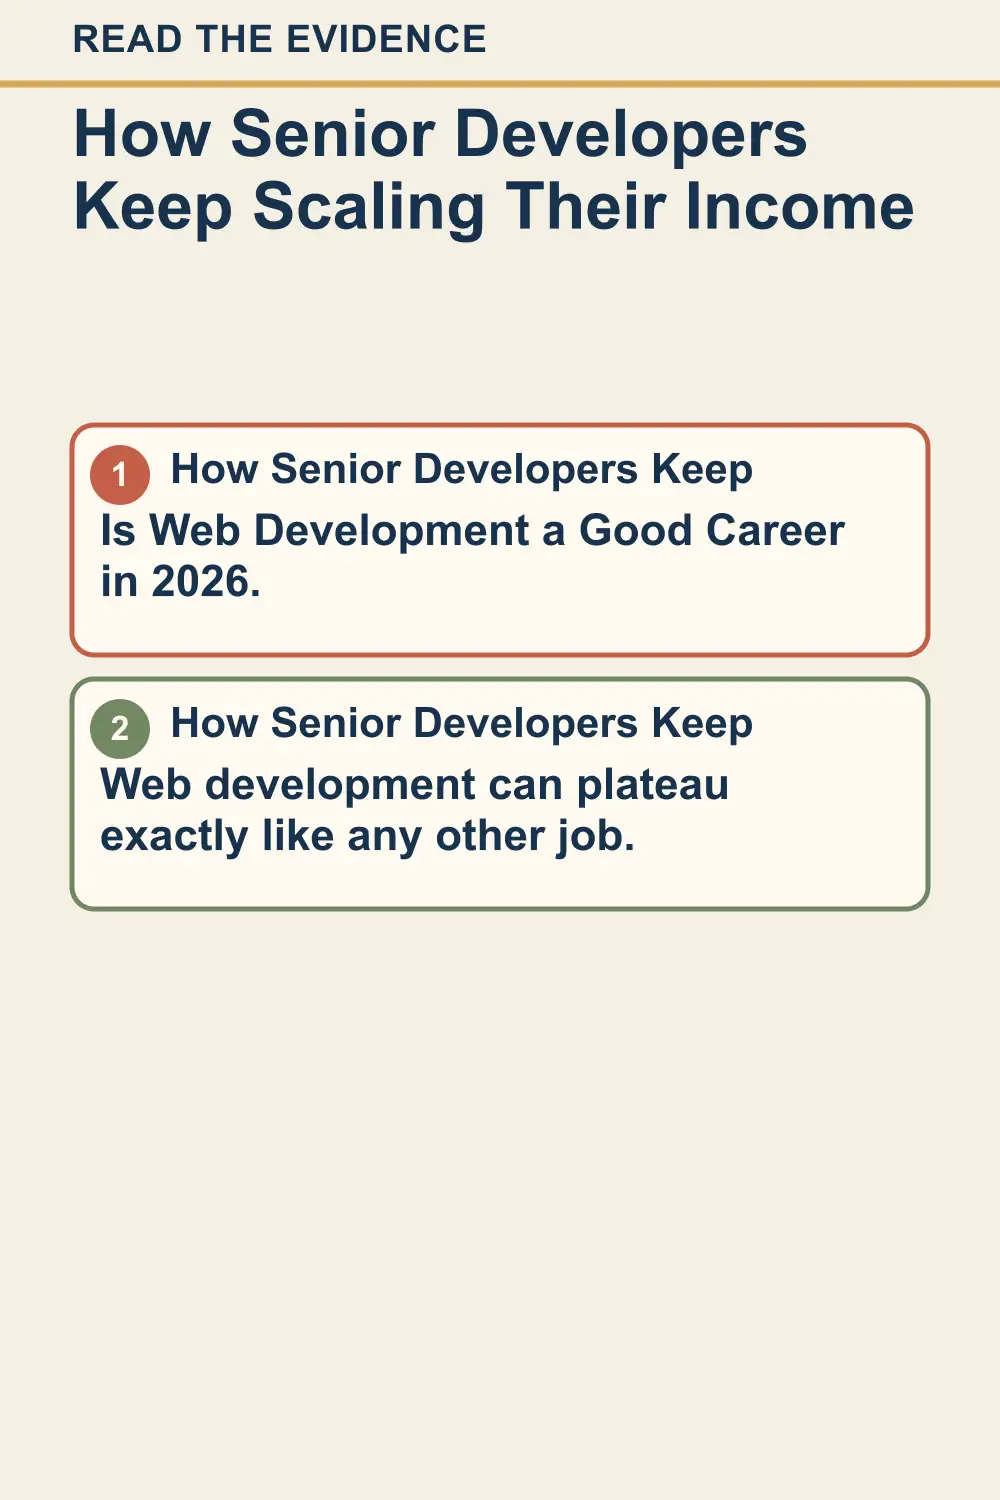 READ THE EVIDENCE
How Senior Developers
Keep Scaling Their Income
1 How Senior Developers Keep
Is Web Development a Good Career
in 2026.
2 How Senior Developers Keep
Web development can plateau
exactly like any other job.